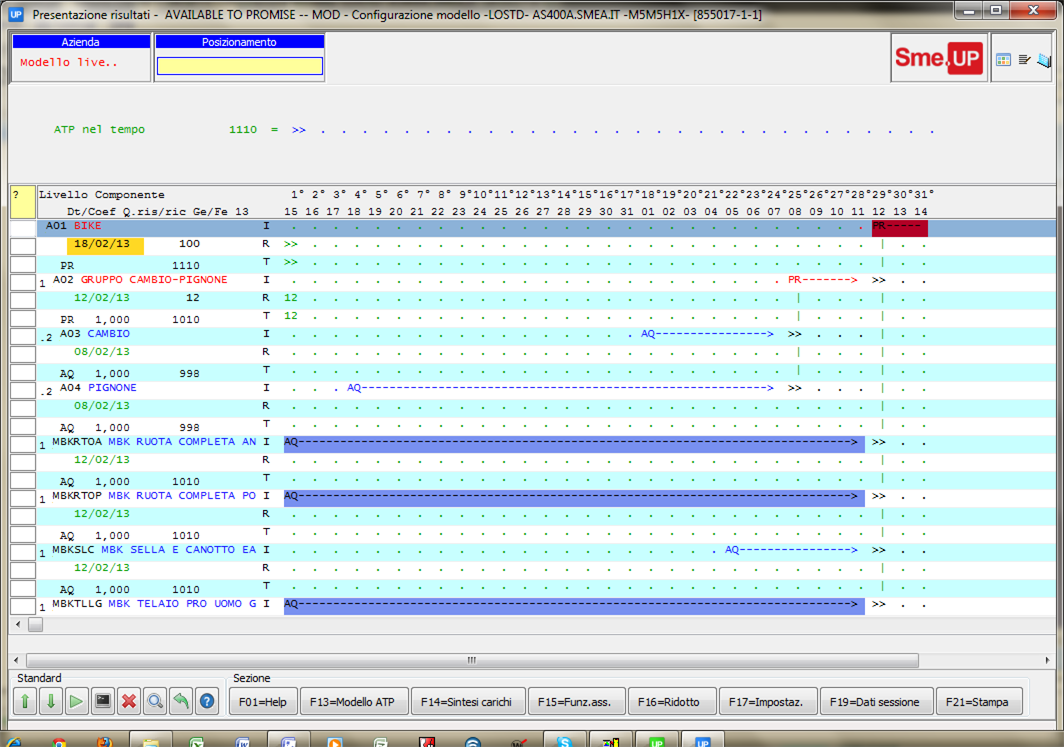 Presentazione risultati - AVAILABLE TO PROMISE -- MOD - Configurazione modello -LOSTD- AS400A.SMEA.IT -M5M5H1X- [855017-1-1]
Azienda
Modello live..
Posizionamento
Sme.UP
ATP nel tempo 1110 = >> . . . . . . . . . . . . . . . . . . . . . . . . . . . . . .
? Livello Componente 1° 2° 3° 4° 5° 6° 7° 8° 9°10°11°12°13°14°15°16°17°18°19°20°21°22°23°24°25°26°27°28°29°30°31°
Dt/Coef Q.ris/ric Ge/Fe 13 15 16 17 18 19 20 21 22 23 24 25 26 27 28 29 30 31 01 02 03 04 05 06 07 08 09 10 11 12 13 14
A01 BIKE I . . . . . . . . . . . . . . . . . . . . . . . . . . . . PR-----
18/02/13 100 R >> . . . . . . . . . . . . . . . . . . . . . . . . . . . | . .
PR 1110 T >> . . . . . . . . . . . . . . . . . . . . . . . . . . . | . .
1 A02 GRUPPO CAMBIO-PIGNONE I . . . . . . . . . . . . . . . . . . . . . . . . PR-------> >> . .
12/02/13 12 R 12 . . . . . . . . . . . . . . . . . . . . . . . | . . . | . .
PR 1,000 1010 T 12 . . . . . . . . . . . . . . . . . . . . . . . | . . . | . .
.2 A03 CAMBIO I . . . . . . . . . . . . . . . . . AQ----------------> >> . . . | . .
08/02/13 R . . . . . . . . . . . . . . . . . . . . . . . . | . . . | . .
AQ 1,000 998 T . . . . . . . . . . . . . . . . . . . . . . . . | . . . | . .
.2 A04 PIGNONE I . . . AQ----------------------------------------------------------> >> . . . | . .
08/02/13 R . . . . . . . . . . . . . . . . . . . . . . . . . . . . | . .
AQ 1,000 998 T . . . . . . . . . . . . . . . . . . . . . . . . . . . . | . .
1 MBKRTOA MBK RUOTA COMPLETA AN I AQ-------------------------------------------------------------------------------> >> . .
12/02/13 R . . . . . . . . . . . . . . . . . . . . . . . . . . . . | . .
AQ 1,000 1010 T . . . . . . . . . . . . . . . . . . . . . . . . . . . . | . .
1 MBKRTOP MBK RUOTA COMPLETA PO I AQ-------------------------------------------------------------------------------> >> . .
12/02/13 R . . . . . . . . . . . . . . . . . . . . . . . . . . . . | . .
AQ 1,000 1010 T . . . . . . . . . . . . . . . . . . . . . . . . . . . . | . .
1 MBKSLC MBK SELLA E CANOTTO EA I . . . . . . . . . . . . . . . . . . . . . AQ----------------> >> . .
12/02/13 R . . . . . . . . . . . . . . . . . . . . . . . . . . . . | . .
AQ 1,000 1010 T . . . . . . . . . . . . . . . . . . . . . . . . . . . . | . .
1 MBKTLLG MBK TELAIO PRO UOMO G I AQ-------------------------------------------------------------------------------> >> . .
Standard Sezione
F01=Help F13=Modello ATP F14=Sintesi carichi F15=Funz.ass. F16=Ridotto F17=Impostaz. F19=Dati sessione F21=Stampa